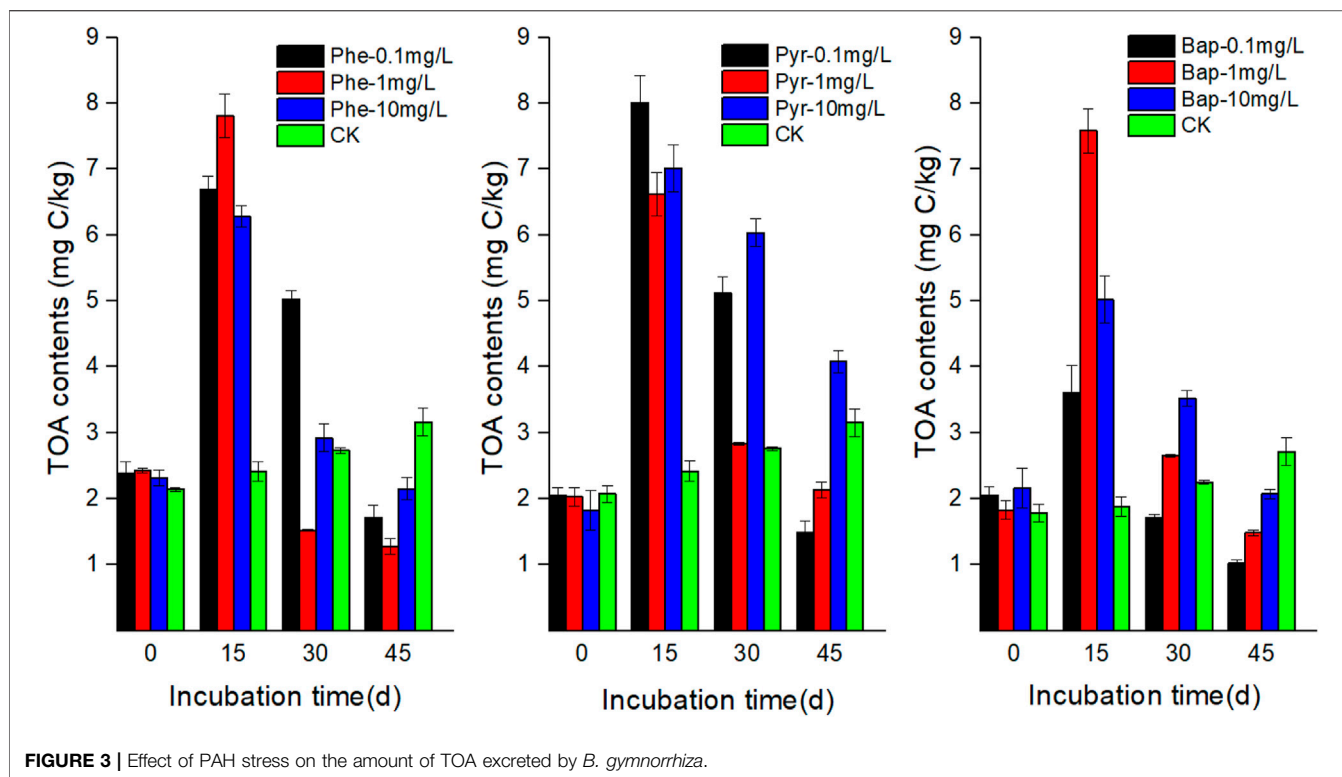 9
8
7
6
5
4
3
2
1
TOA contents (mg C/kg)
Phe-0.1mg/L
Phe-1mg/L
Phe-10mg/L
CK
0 15 30 45
Incubation time(d)
9
8
7
6
5
4
3
2
1
TOA contents (mg C/kg)
Pyr-0.1mg/L
Pyr-1mg/L
Pyr-10mg/L
CK
0 15 30 45
Incubation time(d)
9
8
7
6
5
4
3
2
1
TOA contents (mg C/kg)
Bap-0.1mg/L
Bap-1mg/L
Bap-10mg/L
CK
0 15 30 45
Incubation time(d)
FIGURE 3 | Effect of PAH stress on the amount of TOA excreted by B. gymnorrhiza.